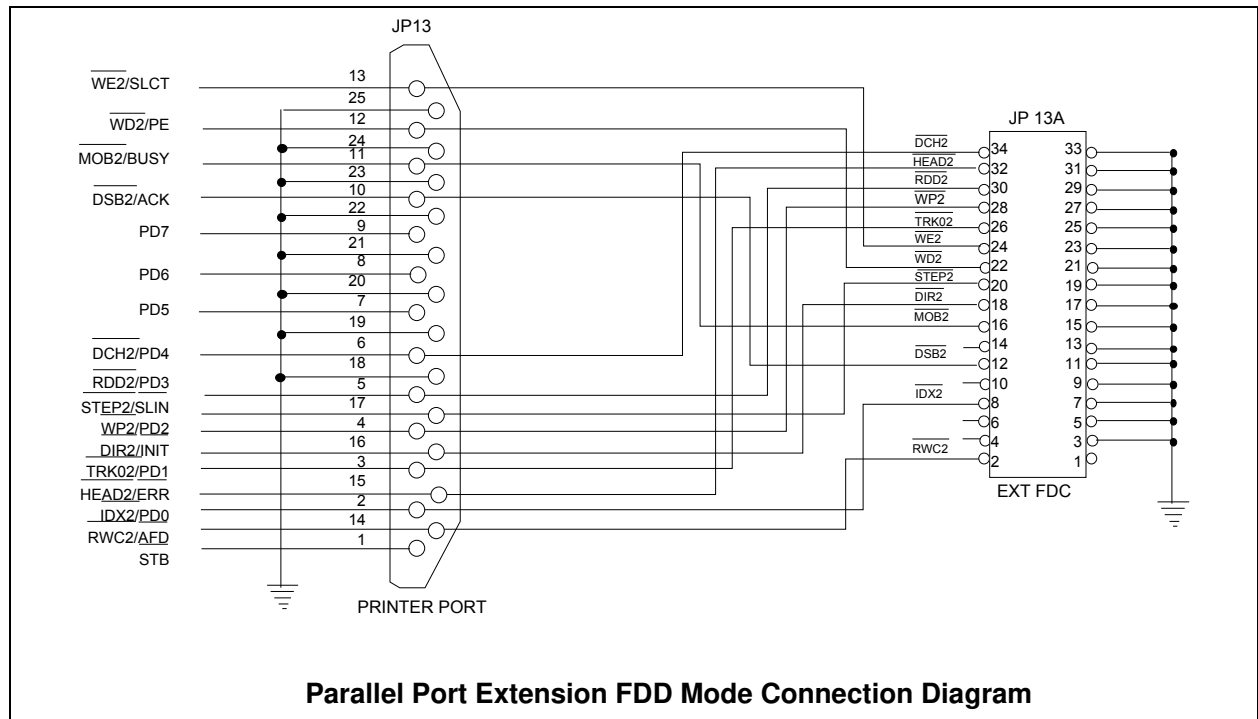 JP13
WE2/SLCT
WD2/PE
MOB2/BUSY
DSB2/ACK
PD7
PD6
PD5
DCH2/PD4
RDD2/PD3
STEP2/SLIN
WP2/PD2
DIR2/INIT
TRK02/PD1
HEAD2/ERR
IDX2/PD0
RWC2/AFD
STB
13
25
12
24
11
23
10
22
9
21
8
20
7
19
6
18
5
17
4
16
3
15
2
14
1
PRINTER PORT
JP 13A
DCH2
HEAD2
RDD2
WP2
TRK02
WE2
WD2
STEP2
DIR2
MOB2
DSB2
IDX2
RWC2
34 33
32 31
30 29
28 27
26 25
24 23
22 21
20 19
18 17
16 15
14 13
12 11
10 9
8 7
6 5
4 3
2 1
EXT FDC
Parallel Port Extension FDD Mode Connection Diagram